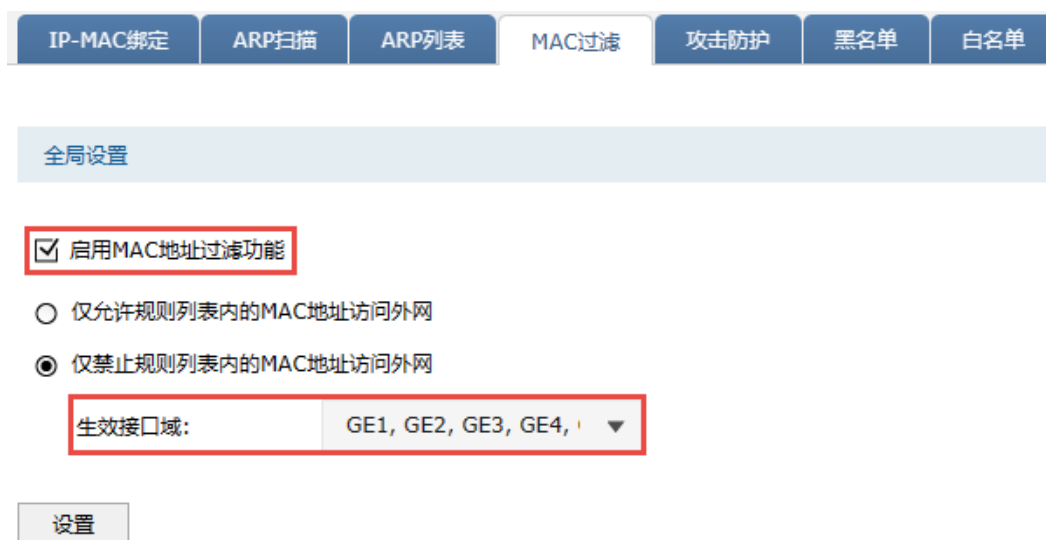 IP-MAC绑定 ARP扫描 ARP列表 MAC过滤 攻击防护 黑名单 白名单
全局设置
启用MAC地址过滤功能
仅允许规则列表内的MAC地址访问外网
仅禁止规则列表内的MAC地址访问外网
生效接口域: GE1, GE2, GE3, GE4,
设置